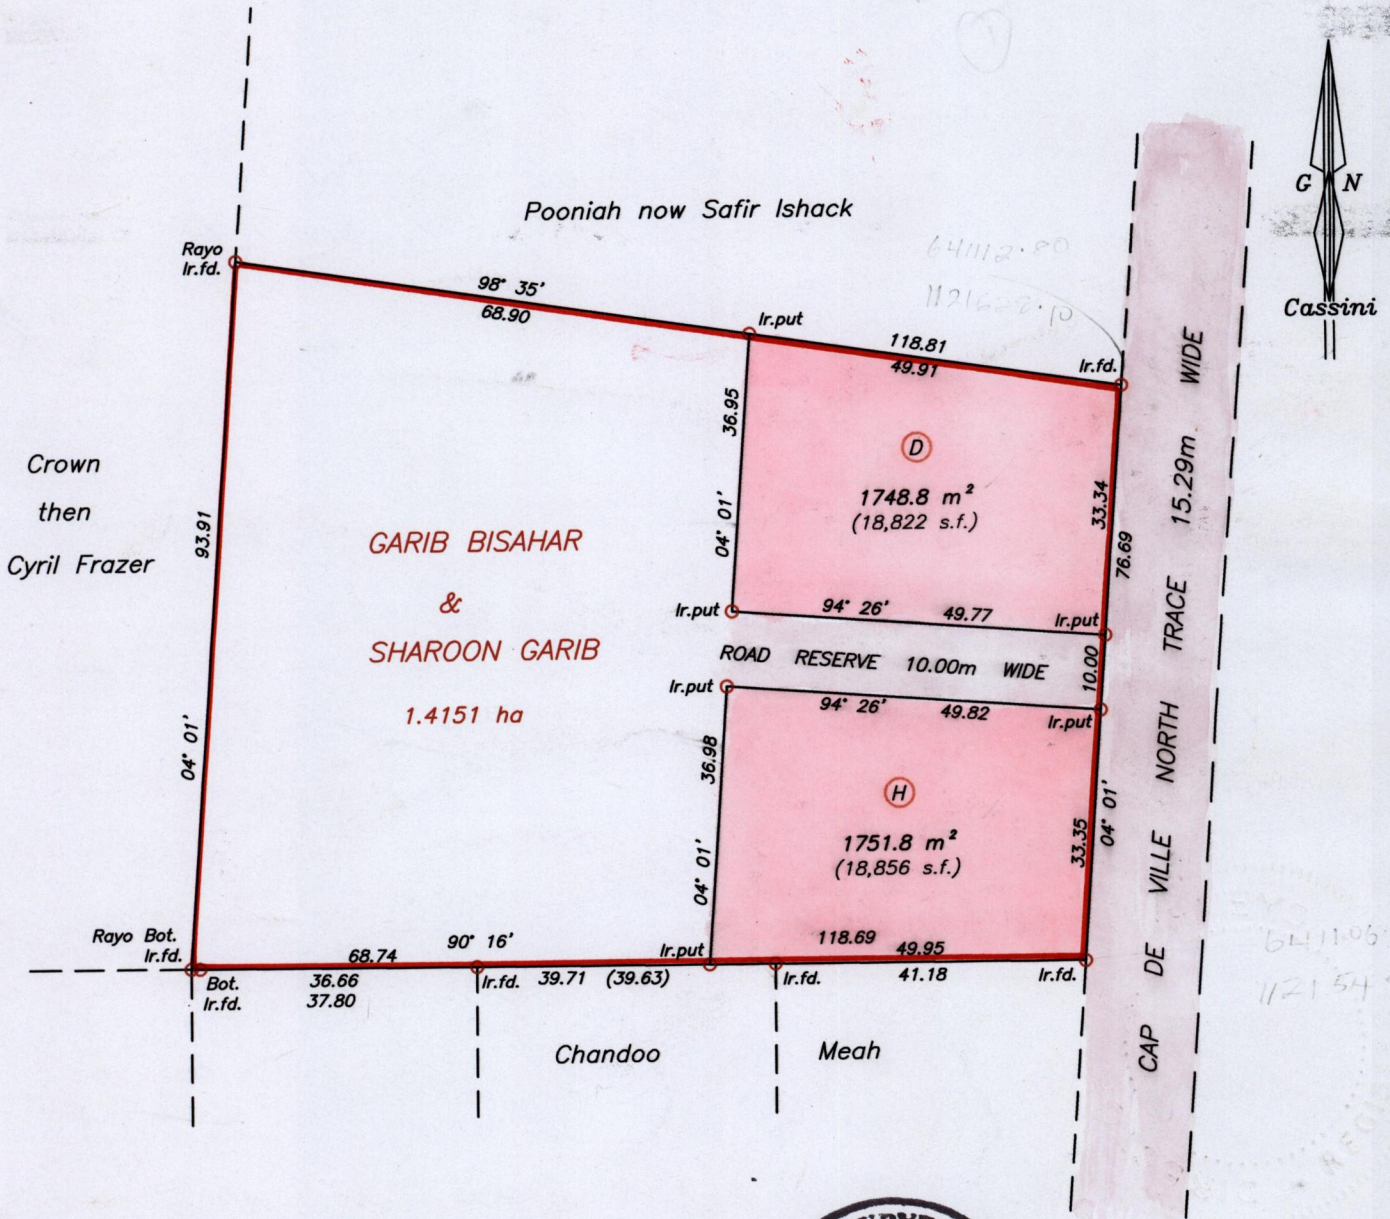 G N
Cassini
Pooniah now Safir Ishack
641112.80
Rayo
Ir.fd.
98° 35'
68.90
Ir.put
118.81
49.91
Ir.fd.
36.95
04° 01'
D
1748.8 m²
(18,822 s.f.)
33.34
76.69
Crown
then
Cyril Frazer
93.91
04° 01'
GARIB BISAHAR
&
SHAROON GARIB
1.4151 ha
Ir.put
94° 26' 49.77
Ir.put
ROAD RESERVE 10.00m WIDE
10.00
Ir.put
94° 26' 49.82
Ir.put
36.98
04° 01'
H
1751.8 m²
(18,856 s.f.)
33.35
04° 01'
CAP DE VILLE NORTH TRACE 15.29m WIDE
Rayo Bot.
Ir.fd.
68.74
90° 16'
Ir.put
118.69
49.95
Bot.
Ir.fd.
36.66
37.80
Ir.fd.
39.71 (39.63)
Ir.fd.
41.18
Ir.fd.
Chandoo Meah